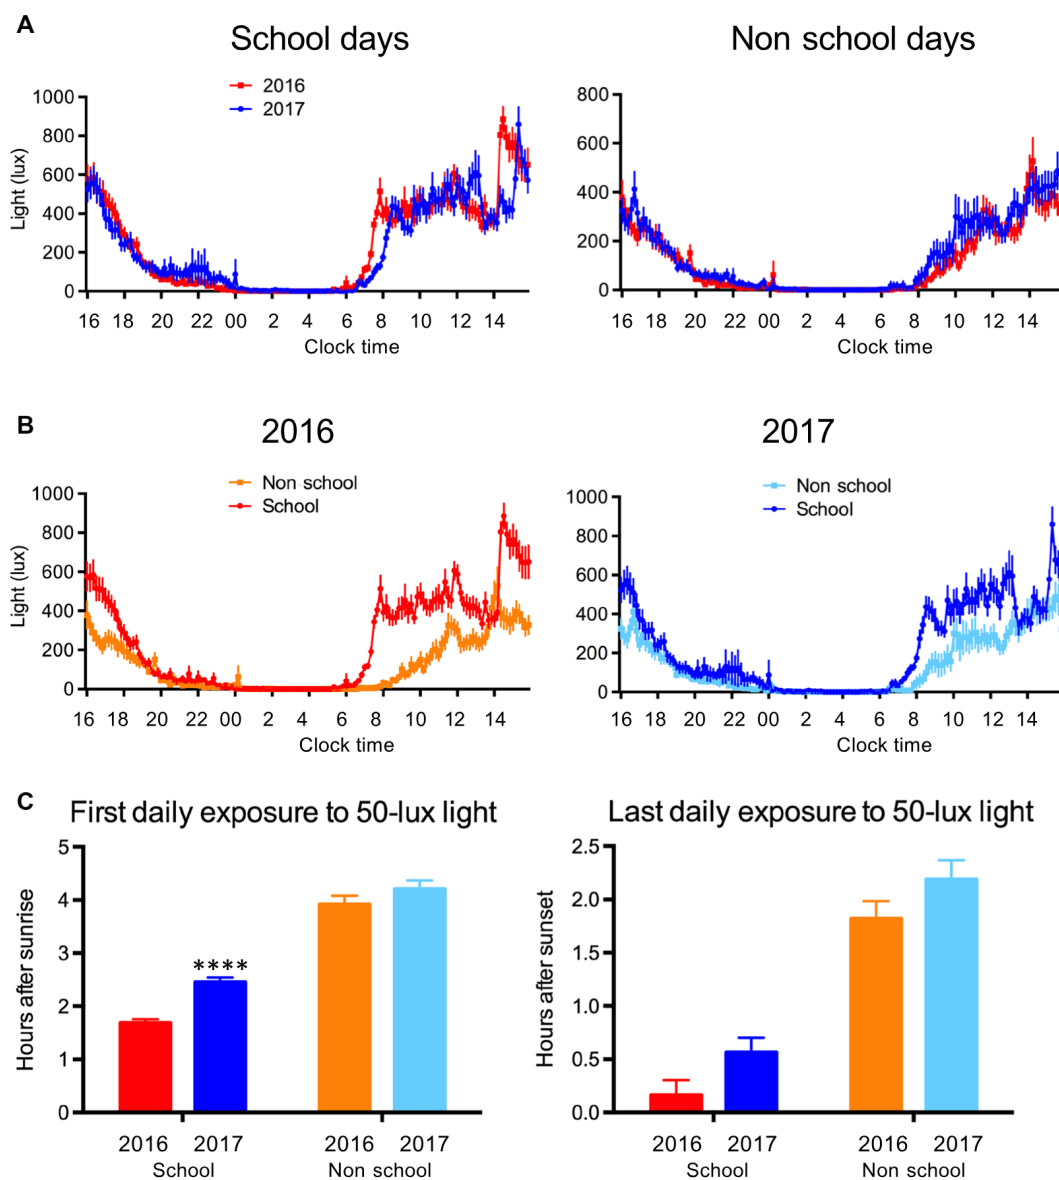 A
School days
Non school days
2016
2017
1000
800
600
400
200
0
Light (lux)
16 18 20 22 00 2 4 6 8 10 12 14
Clock time
800
600
400
200
0
16 18 20 22 00 2 4 6 8 10 12 14
Clock time
B
2016
2017
Non school
School
1000
800
600
400
200
0
Light (lux)
16 18 20 22 00 2 4 6 8 10 12 14
Clock time
Non school
School
1000
800
600
400
200
0
16 18 20 22 00 2 4 6 8 10 12 14
Clock time
C
First daily exposure to 50-lux light
5
4
3
2
1
0
Hours after sunrise
****
2016 2017 2016 2017
School Non school
Last daily exposure to 50-lux light
2.5
2.0
1.5
1.0
0.5
0.0
Hours after sunset
2016 2017 2016 2017
School Non school